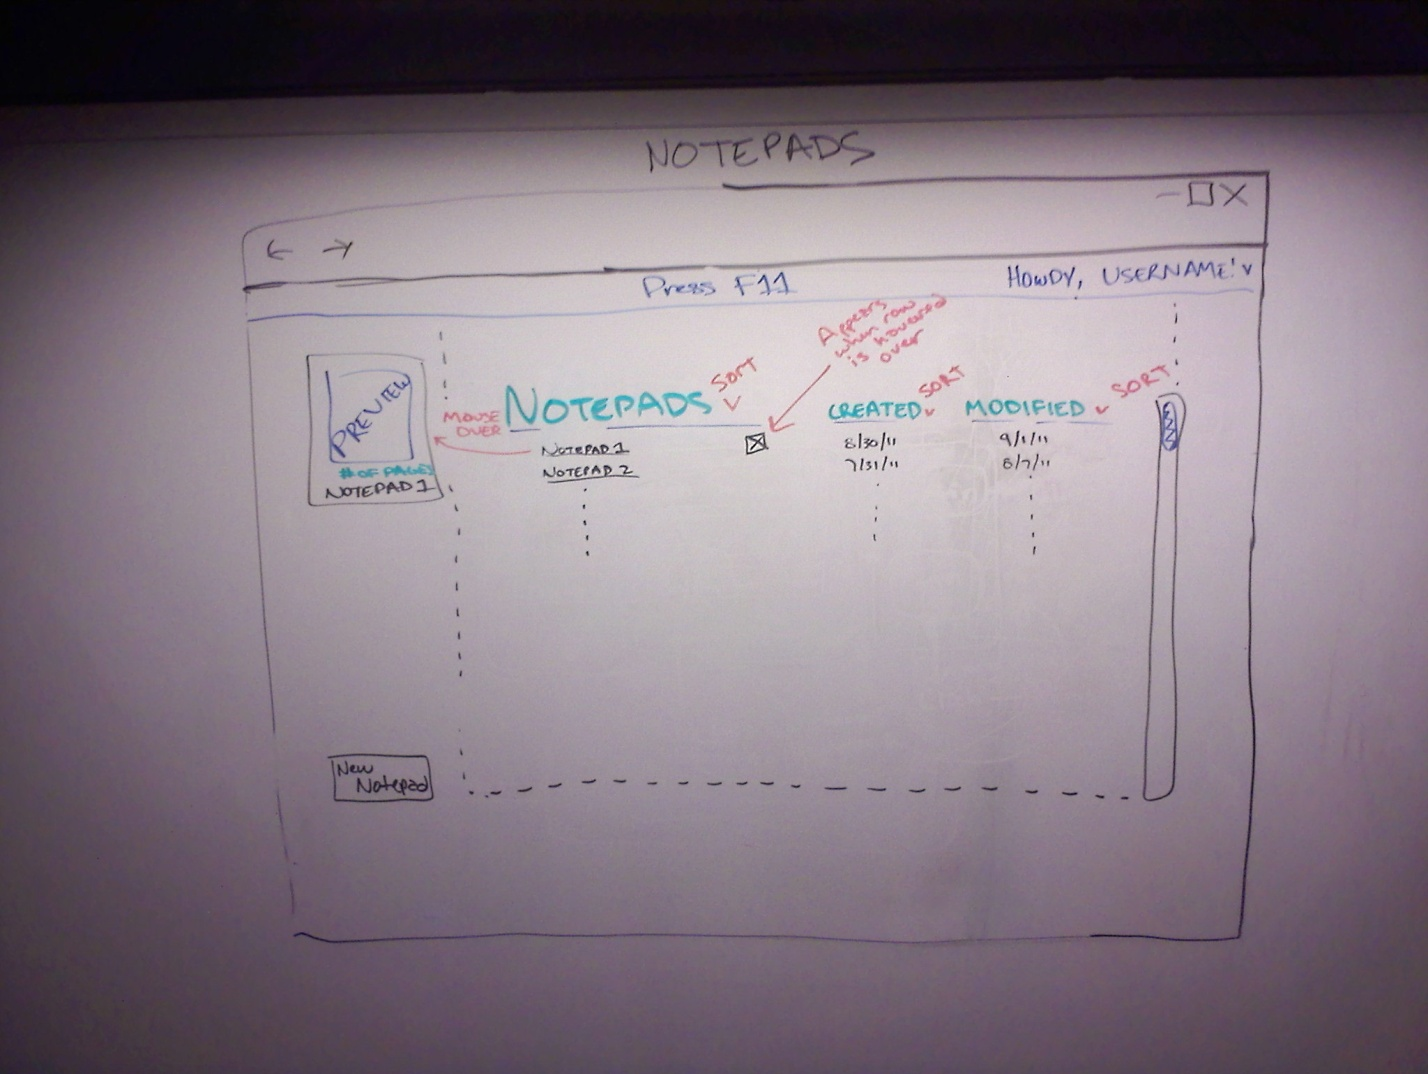 NOTEPADS
Press F11
HOWDY, USERNAME! v
Appears
when row
is hovered
over
PREVIEW
# OF PAGES
NOTEPAD 1
MOUSE
OVER
NOTEPADS
SORT
CREATED
SORT
MODIFIED
SORT
NOTEPAD 1
8/30/11
9/1/11
NOTEPAD 2
7/31/11
8/7/11
New
Notepad